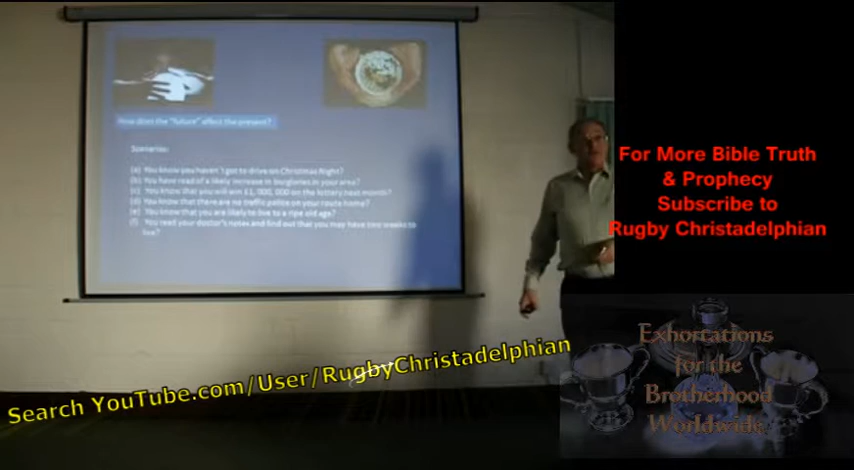 How does the "future" affect the present?
Scenarios:
(a) You know you haven't got to drive on Christmas Night?
(b) You have read of a likely increase in burglaries in your area?
(c) You know that you will win £1, 000, 000 on the lottery next month?
(d) You know that there are no traffic police on your route home?
(e) You know that you are likely to live to a ripe old age?
(f) You read your doctor's notes and find out that you may have two weeks to
live?
For More Bible Truth
& Prophecy
Subscribe to
Rugby Christadelphian
Search YouTube.com/User/RugbyChristadelphian
Exhortations
for the
Brotherhood
Worldwide